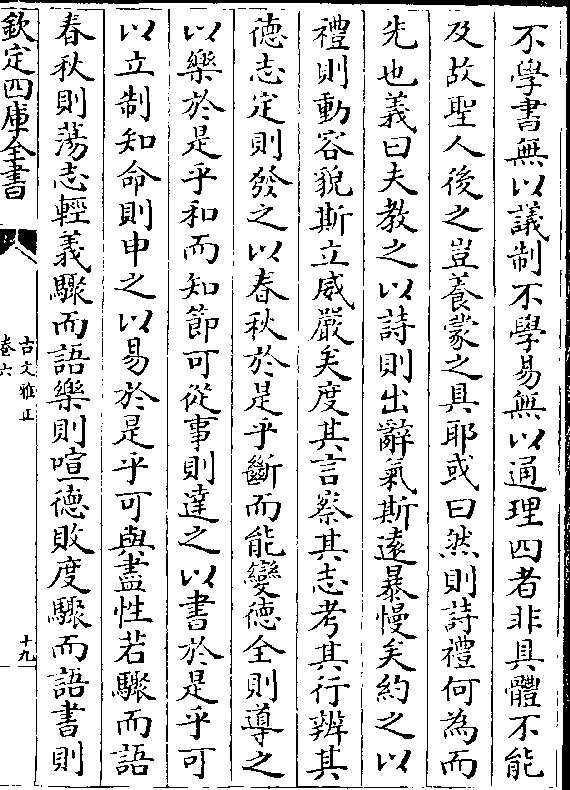 不學書無以議制不學易無以通理四者非具體不能
及故聖人後之豈養蒙之具耶或曰然則詩禮何為而
先也義曰夫教之以詩則出辭氣斯遠暴慢矣約之以
禮則動容貌斯立威嚴矣度其言察其志考其行辨其
德志定則發之以春秋於是乎斷而能變德全則導之
以樂於是乎和而知節可從事則達之以書於是乎可
以立制知命則申之以易於是乎可與盡性若驟而語
春秋則蕩志輕義驟而語樂則喧德敗度驟而語書則
欽定四庫全書
古文雅正
卷六
十九